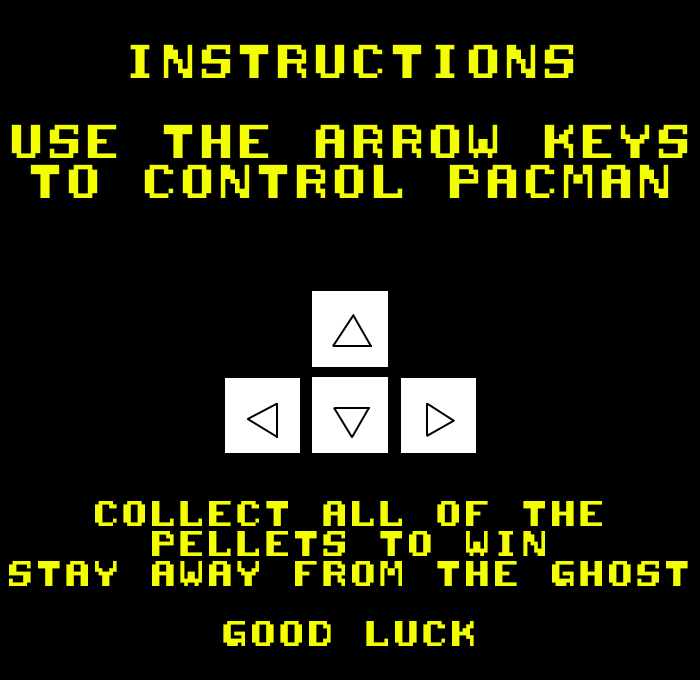 INSTRUCTIONS
USE THE ARROW KEYS
TO CONTROL PACMAN
COLLECT ALL OF THE
PELLETS TO WIN
STAY AWAY FROM THE GHOST
GOOD LUCK